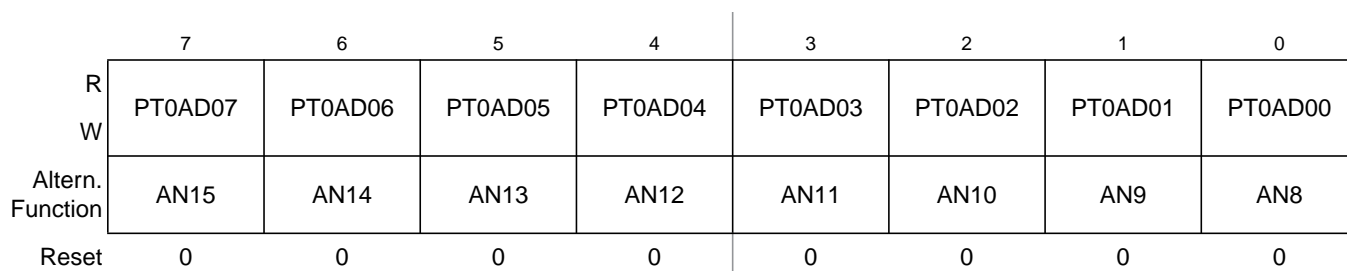 7 6 5 4 3 2 1 0
R
W
PT0AD07 PT0AD06 PT0AD05 PT0AD04 PT0AD03 PT0AD02 PT0AD01 PT0AD00
Altern.
Function
AN15 AN14 AN13 AN12 AN11 AN10 AN9 AN8
Reset 0 0 0 0 0 0 0 0